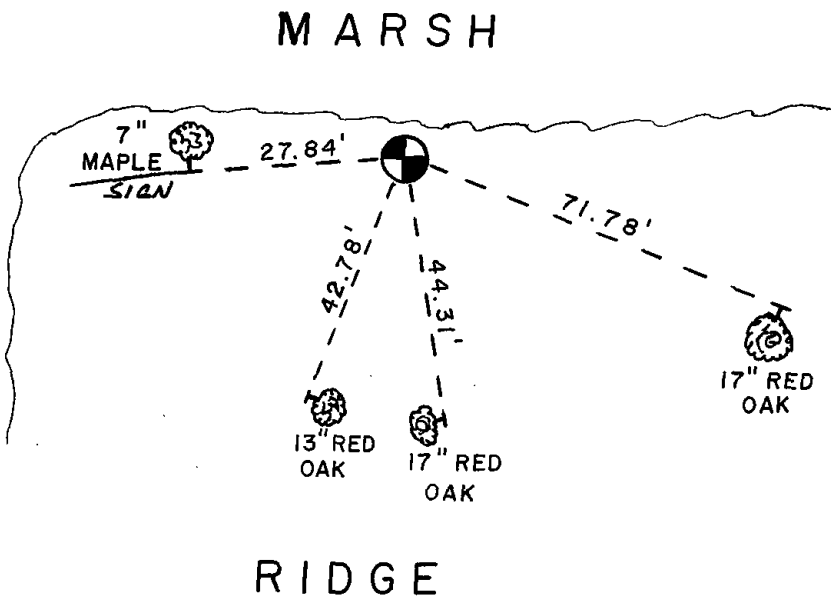 MARSH
7"
MAPLE
SIGN
27.84'
71.78'
42.78'
44.31'
17" RED
OAK
13" RED
OAK
17" RED
OAK
RIDGE